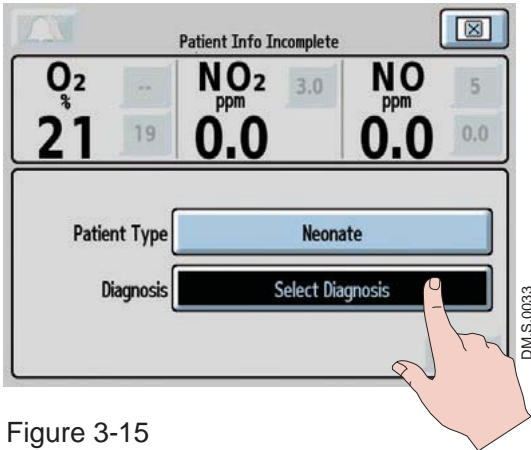 Patient Info Incomplete
O2
%
21
--
19
NO2
ppm
0.0
3.0
NO
ppm
0.0
5
0.0
Patient Type
Neonate
Diagnosis
Select Diagnosis
DM.S.0033
Figure 3-15